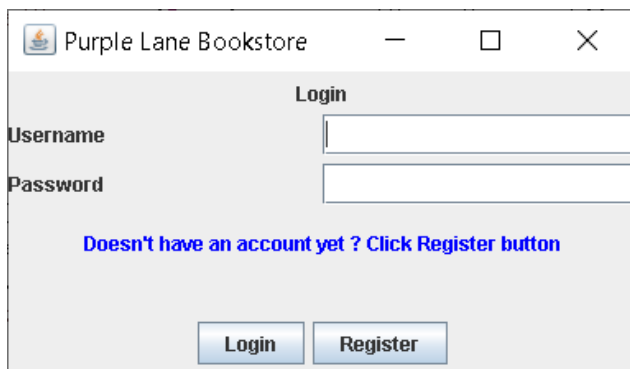 Purple Lane Bookstore
Login
Username
Password
Doesn't have an account yet ? Click Register button
Login Register